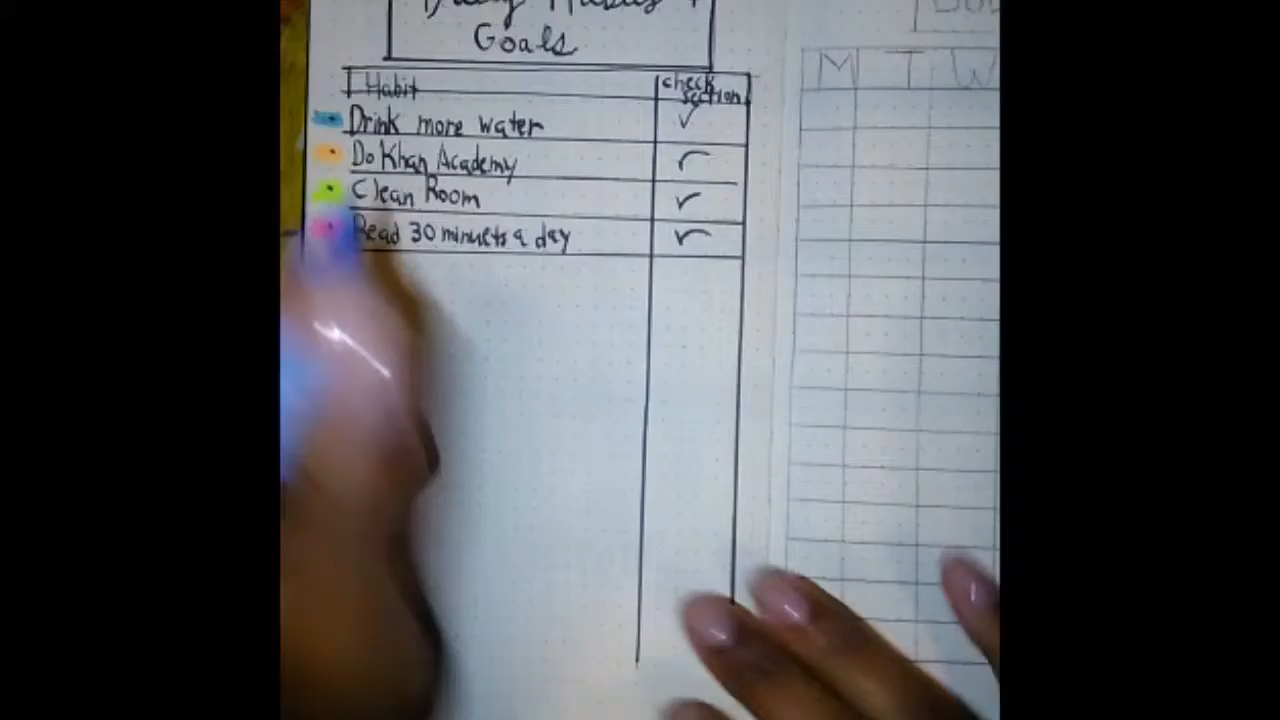 Goals
Habit
check
section
Drink more water
Do Khan Academy
Clean Room
Read 30 minuets a day
M T W